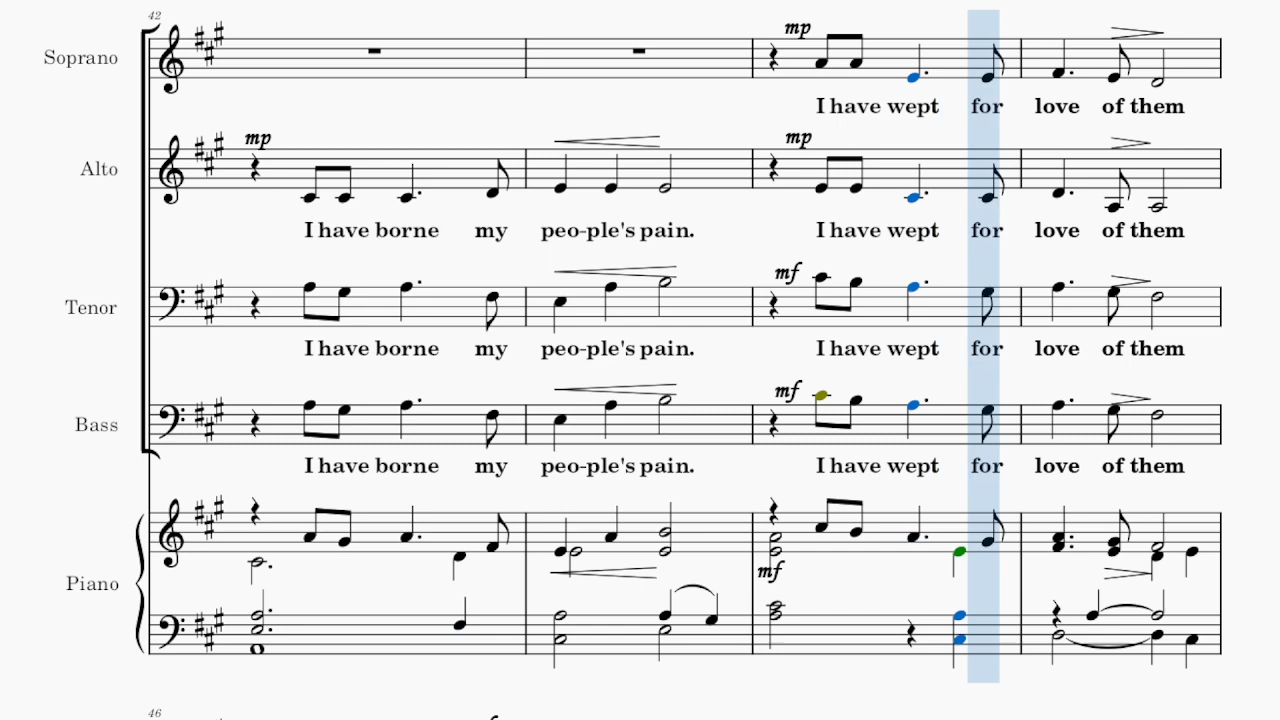 42
mp
Soprano
I have wept for love of them
mp
mp
Alto
I have borne my peo-ple's pain. I have wept for love of them
mf
Tenor
I have borne my peo-ple's pain. I have wept for love of them
mf
Bass
I have borne my peo-ple's pain. I have wept for love of them
Piano
mf
46